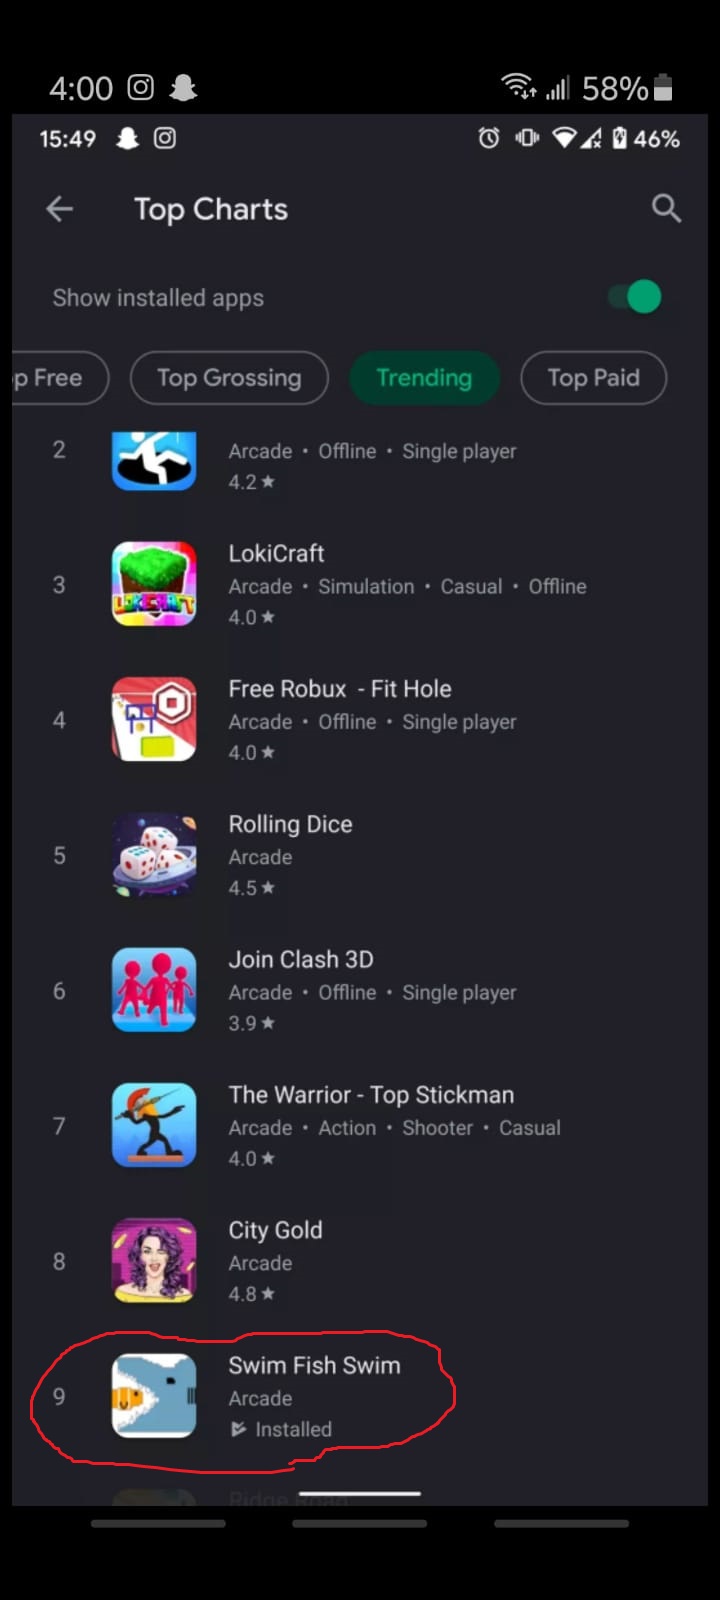 4:00 58%
15:49 46%
Top Charts
Show installed apps
p Free Top Grossing Trending Top Paid
2
Arcade • Offline • Single player
4.2 ★
LokiCraft
3 Arcade • Simulation • Casual • Offline
4.0 ★
LOKICRAFT
Free Robux - Fit Hole
4 Arcade • Offline • Single player
4.0 ★
Rolling Dice
5 Arcade
4.5 ★
Join Clash 3D
6 Arcade • Offline • Single player
3.9 ★
The Warrior - Top Stickman
7 Arcade • Action • Shooter • Casual
4.0 ★
City Gold
8 Arcade
4.8 ★
Swim Fish Swim
9 Arcade
Installed
Ridge Road